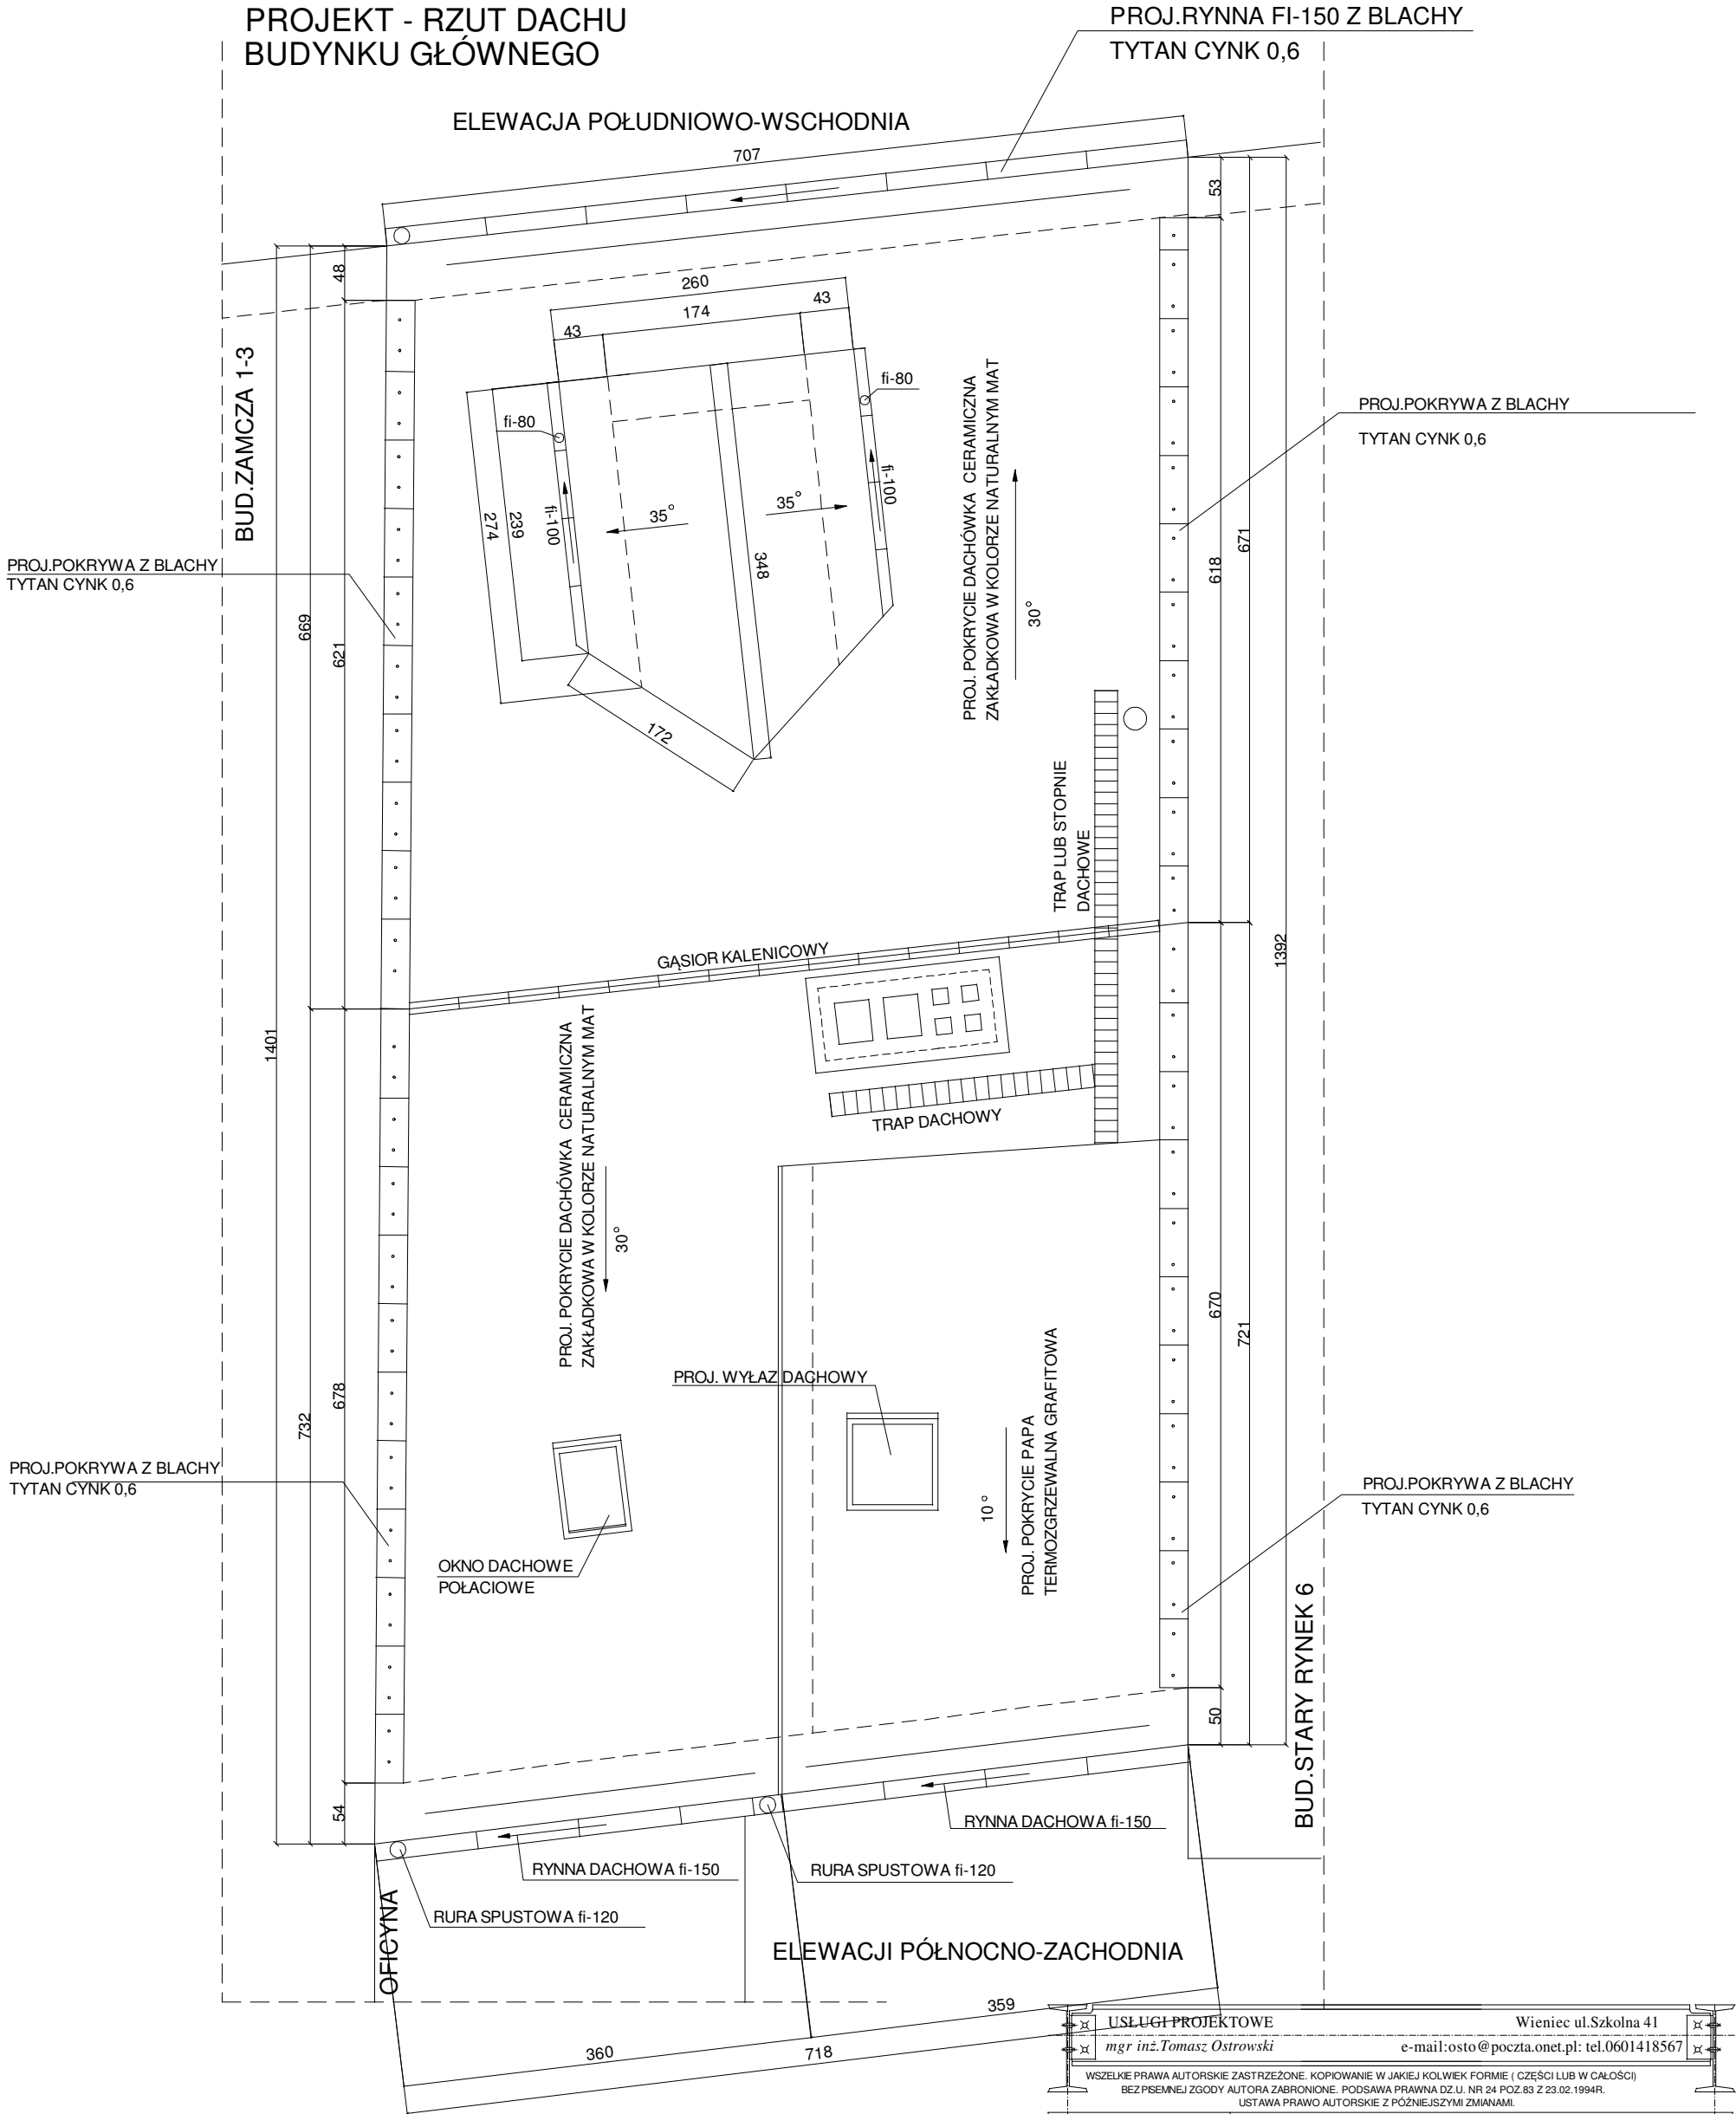 PROJEKT - RZUT DACHU
BUDYNKU GŁÓWNEGO
PROJ.RYNNA FI-150 Z BLACHY
TYTAN CYNK 0,6
ELEWACJA POŁUDNIOWO-WSCHODNIA
707
53
48
260
174
43
43
BUD.ZAMCZA 1-3
fi-80
fi-80
PROJ.POKRYWA Z BLACHY
TYTAN CYNK 0,6
fi-100
fi-100
35°
35°
274
239
348
172
PROJ. POKRYCIE DACHÓWKA CERAMICZNA
ZAKŁADKOWA W KOLORZE NATURALNYM MAT
30°
618
671
PROJ.POKRYWA Z BLACHY
TYTAN CYNK 0,6
669
621
TRAP LUB STOPNIE
DACHOWE
GĄSIOR KALENICOWY
1392
1401
PROJ. POKRYCIE DACHÓWKA CERAMICZNA
ZAKŁADKOWA W KOLORZE NATURALNYM MAT
30°
TRAP DACHOWY
670
721
PROJ. WYŁAZ DACHOWY
678
732
PROJ. POKRYCIE PAPA
TERMOZGRZEWALNA GRAFITOWA
10°
PROJ.POKRYWA Z BLACHY
TYTAN CYNK 0,6
PROJ.POKRYWA Z BLACHY
TYTAN CYNK 0,6
OKNO DACHOWE
POŁACIOWE
BUD.STARY RYNEK 6
50
54
RYNNA DACHOWA fi-150
RYNNA DACHOWA fi-150
RURA SPUSTOWA fi-120
RURA SPUSTOWA fi-120
OFICYNA
ELEWACJI PÓŁNOCNO-ZACHODNIA
359
360
718
USŁUGI PROJEKTOWE
Wieniec ul.Szkolna 41
mgr inż.Tomasz Ostrowski
e-mail:osto@poczta.onet.pl: tel.0601418567
WSZELKIE PRAWA AUTORSKIE ZASTRZEŻONE. KOPIOWANIE W JAKIEJ KOLWIEK FORMIE ( CZĘŚCI LUB W CAŁOŚCI)
BEZ PISEMNEJ ZGODY AUTORA ZABRONIONE. PODSAWA PRAWNA DZ.U. NR 24 POZ.83 Z 23.02.1994R.
USTAWA PRAWO AUTORSKIE Z PÓŹNIEJSZYMI ZMIANAMI.